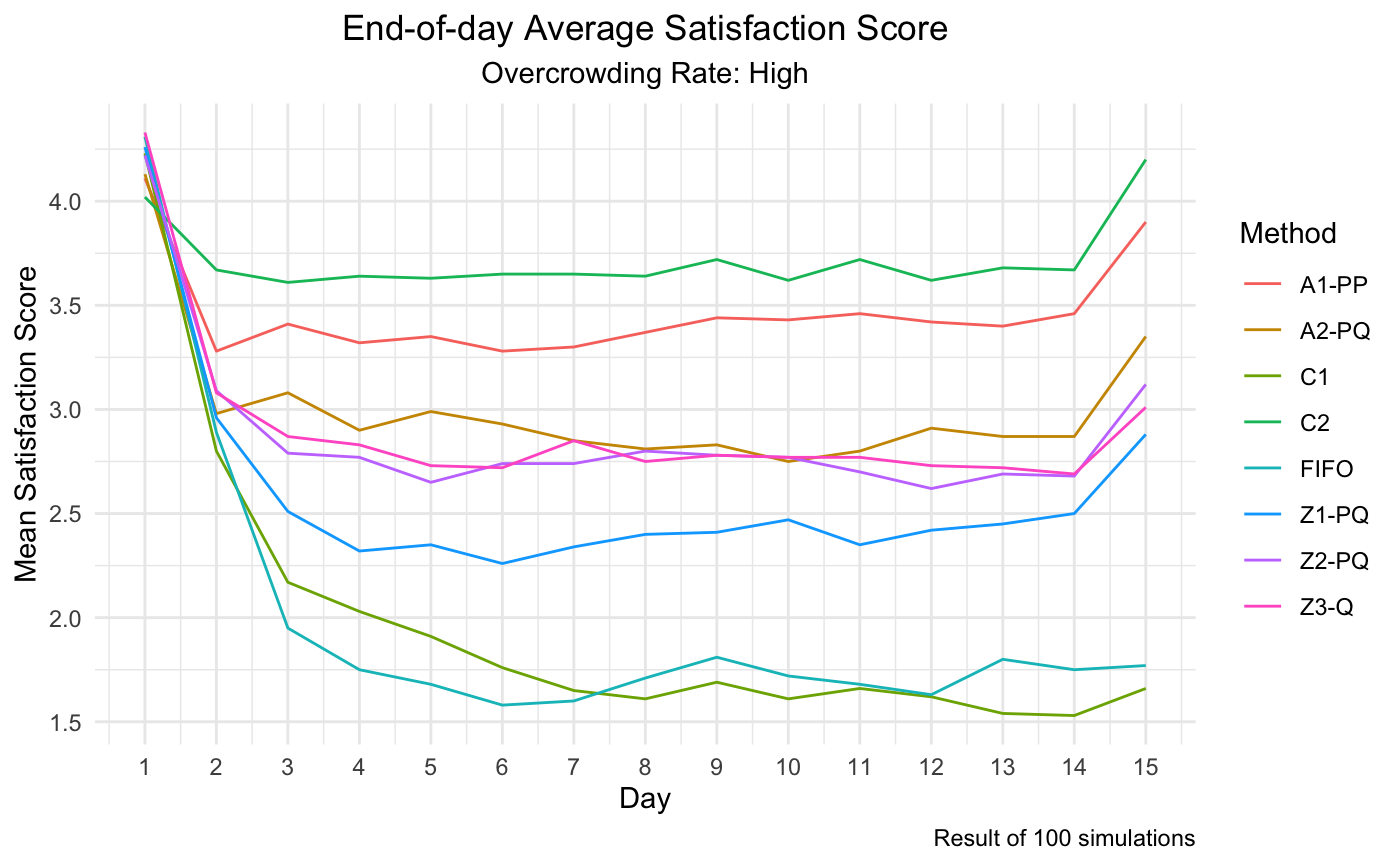 End-of-day Average Satisfaction Score
Overcrowding Rate: High
Mean Satisfaction Score
4.0
3.5
3.0
2.5
2.0
1.5
1 2 3 4 5 6 7 8 9 10 11 12 13 14 15
Day
Method
A1-PP
A2-PQ
C1
C2
FIFO
Z1-PQ
Z2-PQ
Z3-Q
Result of 100 simulations